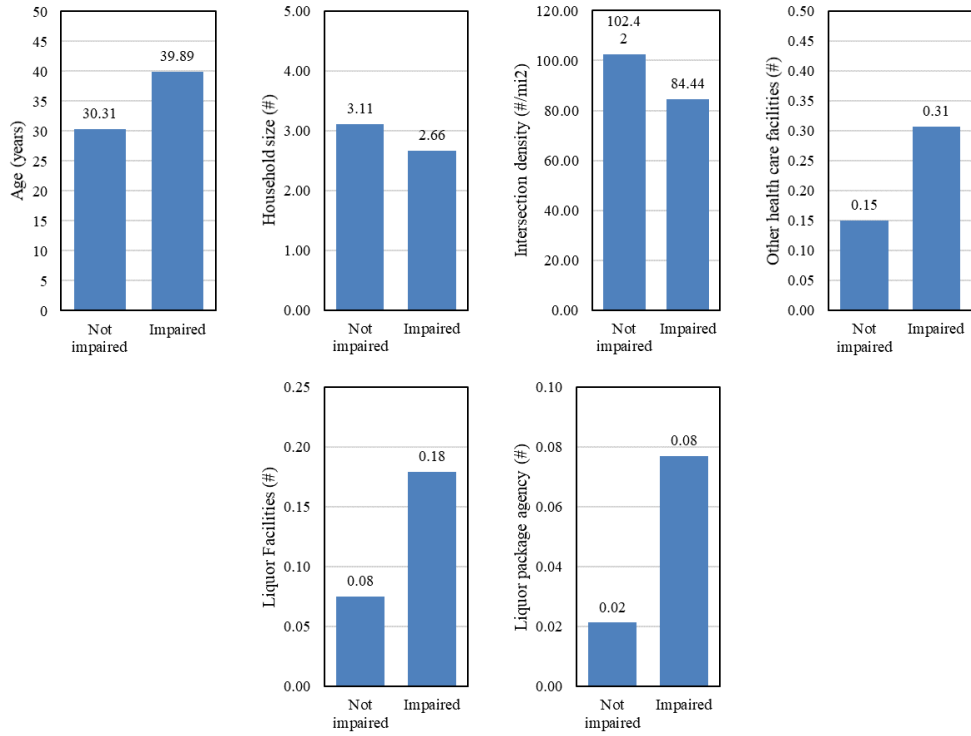 Age (years)
50
45
40
35
30
25
20
15
10
5
0
30.31
39.89
Not
impaired
Impaired
Household size (#)
5.00
4.00
3.00
2.00
1.00
0.00
3.11
2.66
Not
impaired
Impaired
Intersection density (#/mi2)
120.00
100.00
80.00
60.00
40.00
20.00
0.00
102.4
2
84.44
Not
impaired
Impaired
Other health care facilities (#)
0.50
0.45
0.40
0.35
0.30
0.25
0.20
0.15
0.10
0.05
0.00
0.15
0.31
Not
impaired
Impaired
Liquor Facilities (#)
0.25
0.20
0.15
0.10
0.05
0.00
0.08
0.18
Not
impaired
Impaired
Liquor package agency (#)
0.10
0.08
0.06
0.04
0.02
0.00
0.02
0.08
Not
impaired
Impaired